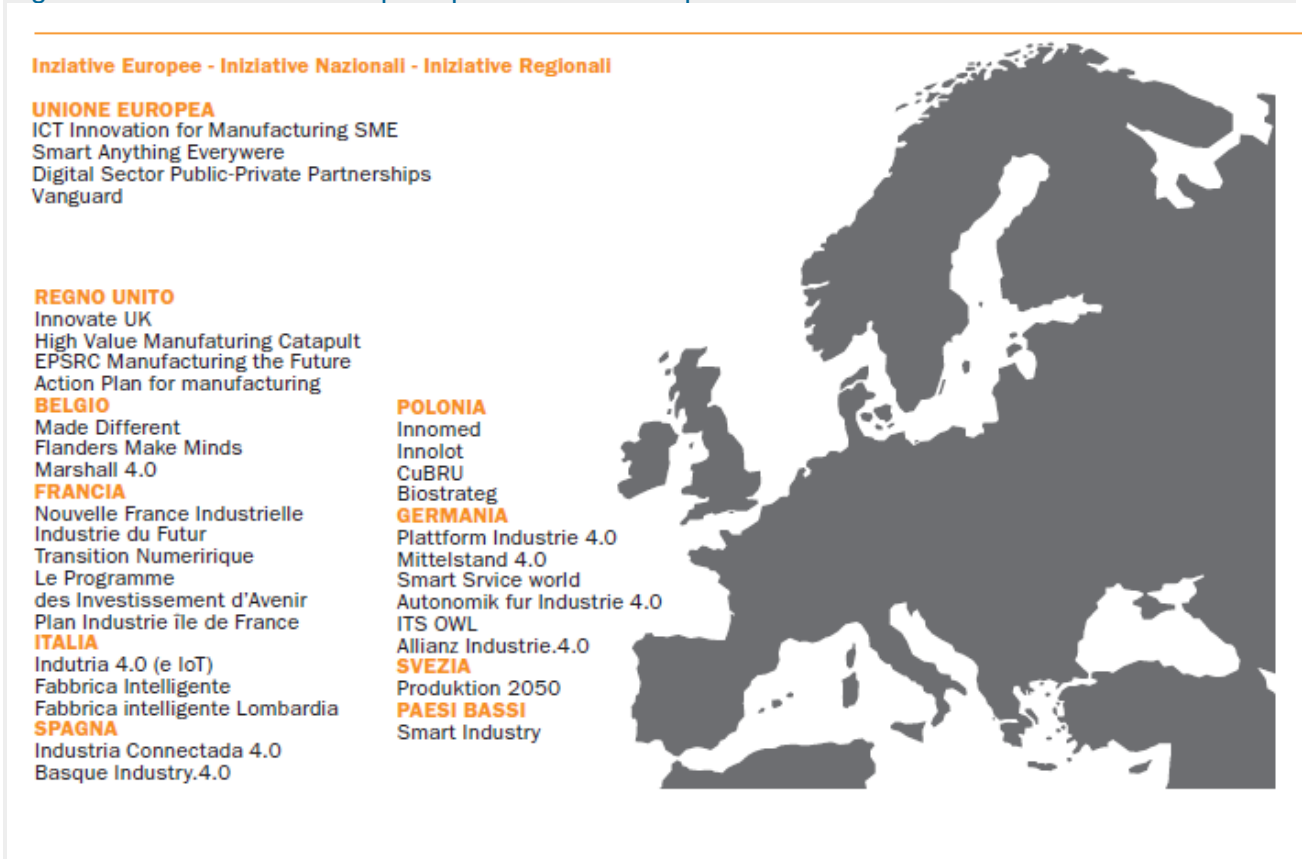 Inziative Europee - Iniziative Nazionali - Iniziative Regionali
UNIONE EUROPEA
ICT Innovation for Manufacturing SME
Smart Anything Everywere
Digital Sector Public-Private Partnerships
Vanguard
REGNO UNITO
Innovate UK
High Value Manufaturing Catapult
EPSRC Manufacturing the Future
Action Plan for manufacturing
BELGIO
Made Different
Flanders Make Minds
Marshall 4.0
FRANCIA
Nouvelle France Industrielle
Industrie du Futur
Transition Numeririque
Le Programme
des Investissement d'Avenir
Plan Industrie île de France
ITALIA
Indutria 4.0 (e IoT)
Fabbrica Intelligente
Fabbrica intelligente Lombardia
SPAGNA
Industria Connectada 4.0
Basque Industry.4.0
POLONIA
Innomed
Innolot
CuBRU
Biostrateg
GERMANIA
Plattform Industrie 4.0
Mittelstand 4.0
Smart Srvice world
Autonomik fur Industrie 4.0
ITS OWL
Allianz Industrie.4.0
SVEZIA
Produktion 2050
PAESI BASSI
Smart Industry